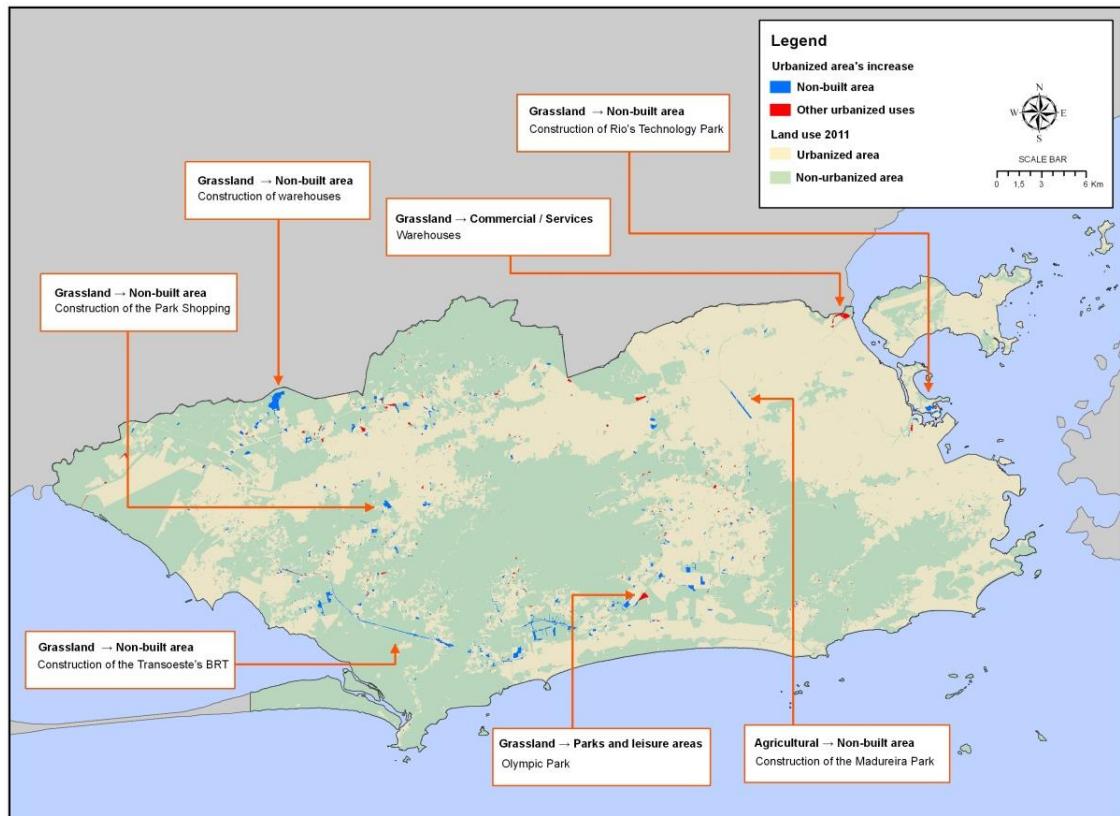 Legend
Urbanized area's increase
Non-built area
Other urbanized uses
Land use 2011
Urbanized area
Non-urbanized area
N
W E
S
SCALE BAR
0 1,5 3 6 Km
Grassland → Non-built area
Construction of Rio's Technology Park
Grassland → Non-built area
Construction of warehouses
Grassland → Commercial / Services
Warehouses
Grassland → Non-built area
Construction of the Park Shopping
Grassland → Non-built area
Construction of the Transoeste's BRT
Grassland → Parks and leisure areas
Olympic Park
Agricultural → Non-built area
Construction of the Madureira Park